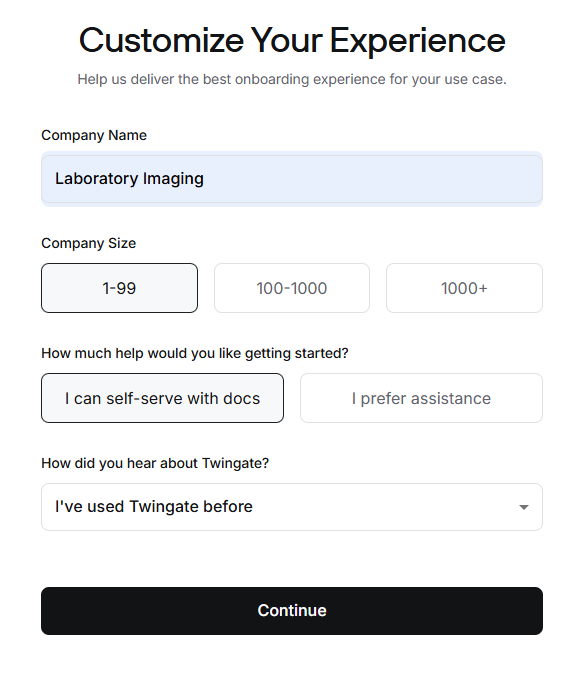 Customize Your Experience
Help us deliver the best onboarding experience for your use case.
Company Name
Laboratory Imaging
Company Size
1-99
100-1000
1000+
How much help would you like getting started?
I can self-serve with docs
I prefer assistance
How did you hear about Twingate?
I've used Twingate before
Continue